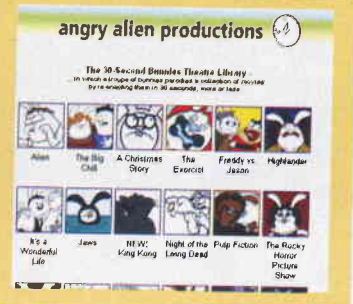 angry alien productions
The 30-Second Bunnies Theatre Library
in which a troupe of bunnies parodies a collection of movies
by re-enacting them in 30 seconds, more or less
Alien
The Big
Chill
A Christmas
Story
The
Exorcist
Freddy vs.
Jason
Highlander
It's a
Wonderful
Life
Jaws
NEW:
King Kong
Night of the
Living Dead
Pulp Fiction
The Rocky
Horror
Picture
Show